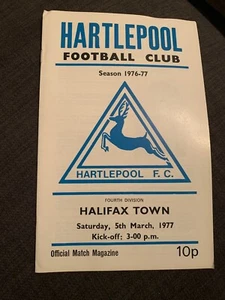 HARTLEPOOL
FOOTBALL CLUB
Season 1976-77
HARTLEPOOL F.C.
FOURTH DIVISION
HALIFAX TOWN
Saturday, 5th March, 1977
Kick-off: 3-00 p.m.
Official Match Magazine 10p